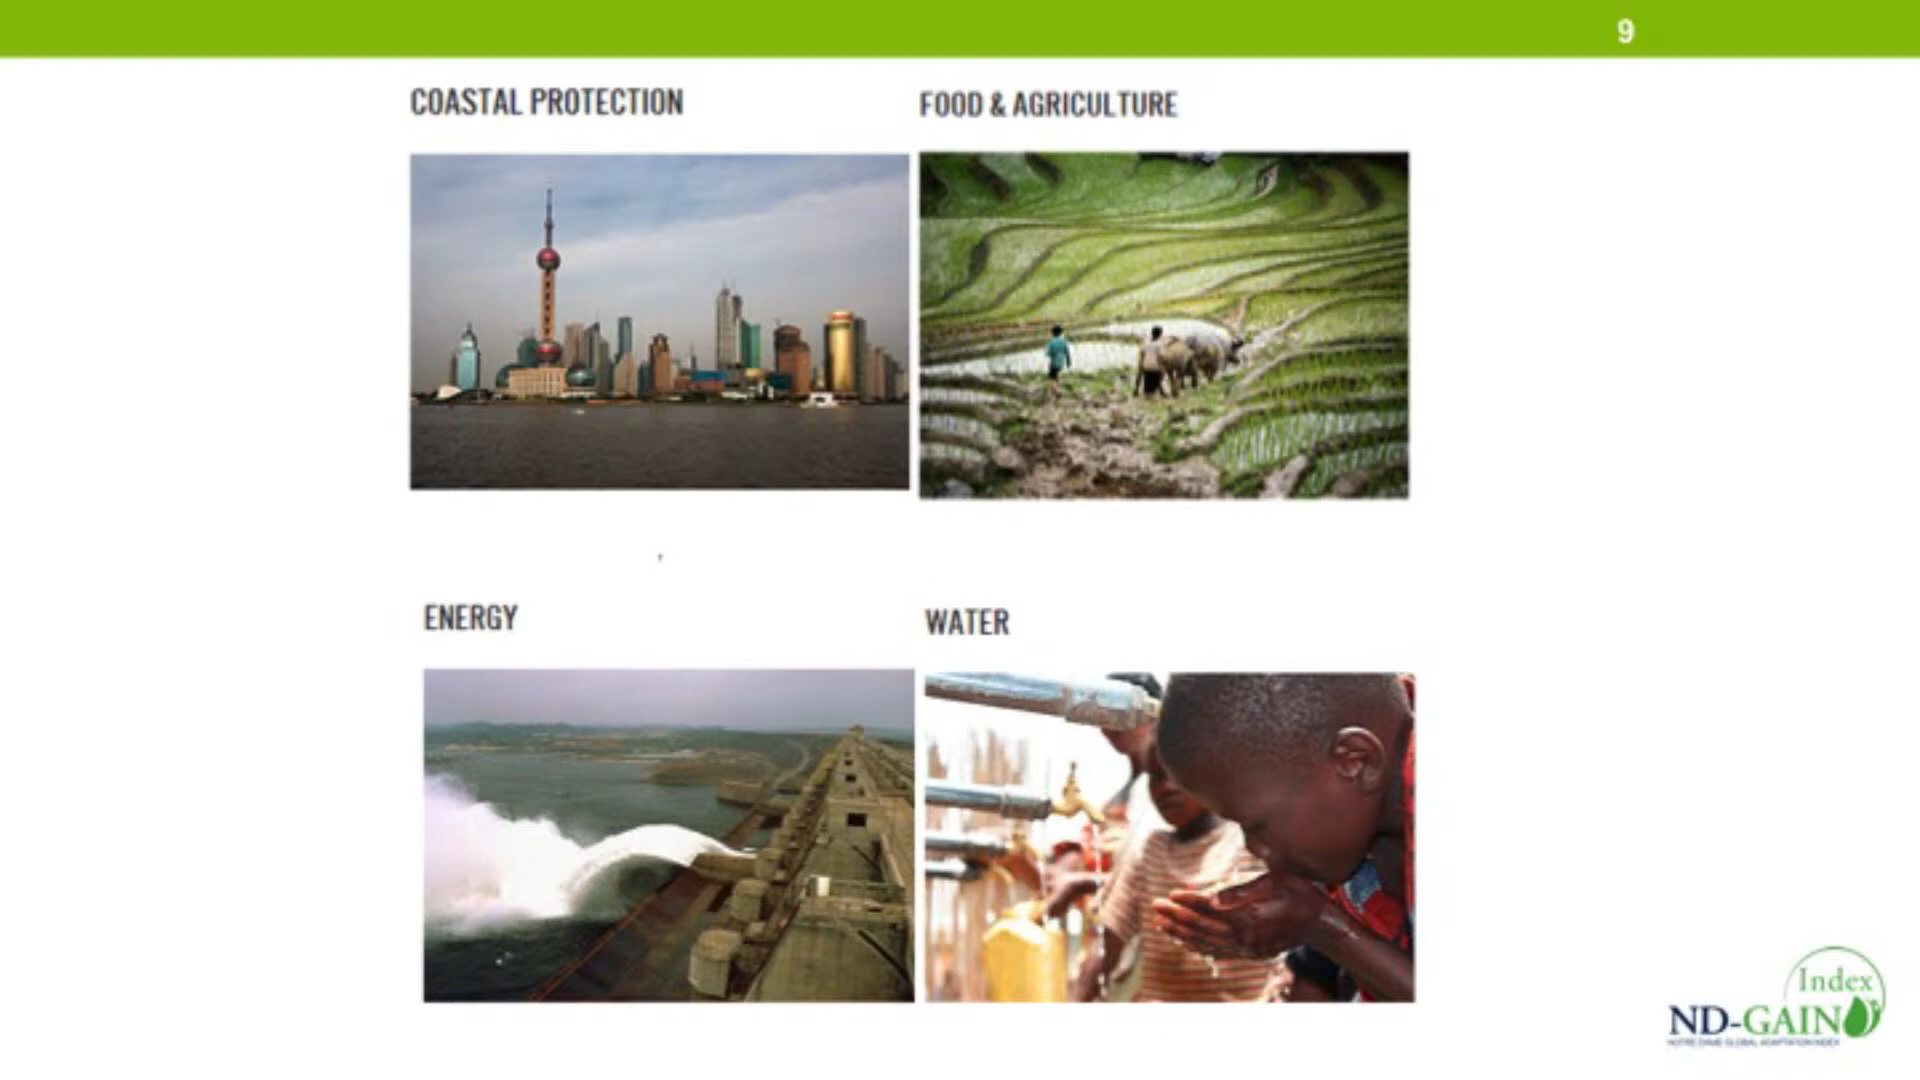 9
COASTAL PROTECTION
FOOD & AGRICULTURE
ENERGY
WATER
Index
ND-GAIN
NOTRE DAME GLOBAL ADAPTATION INDEX